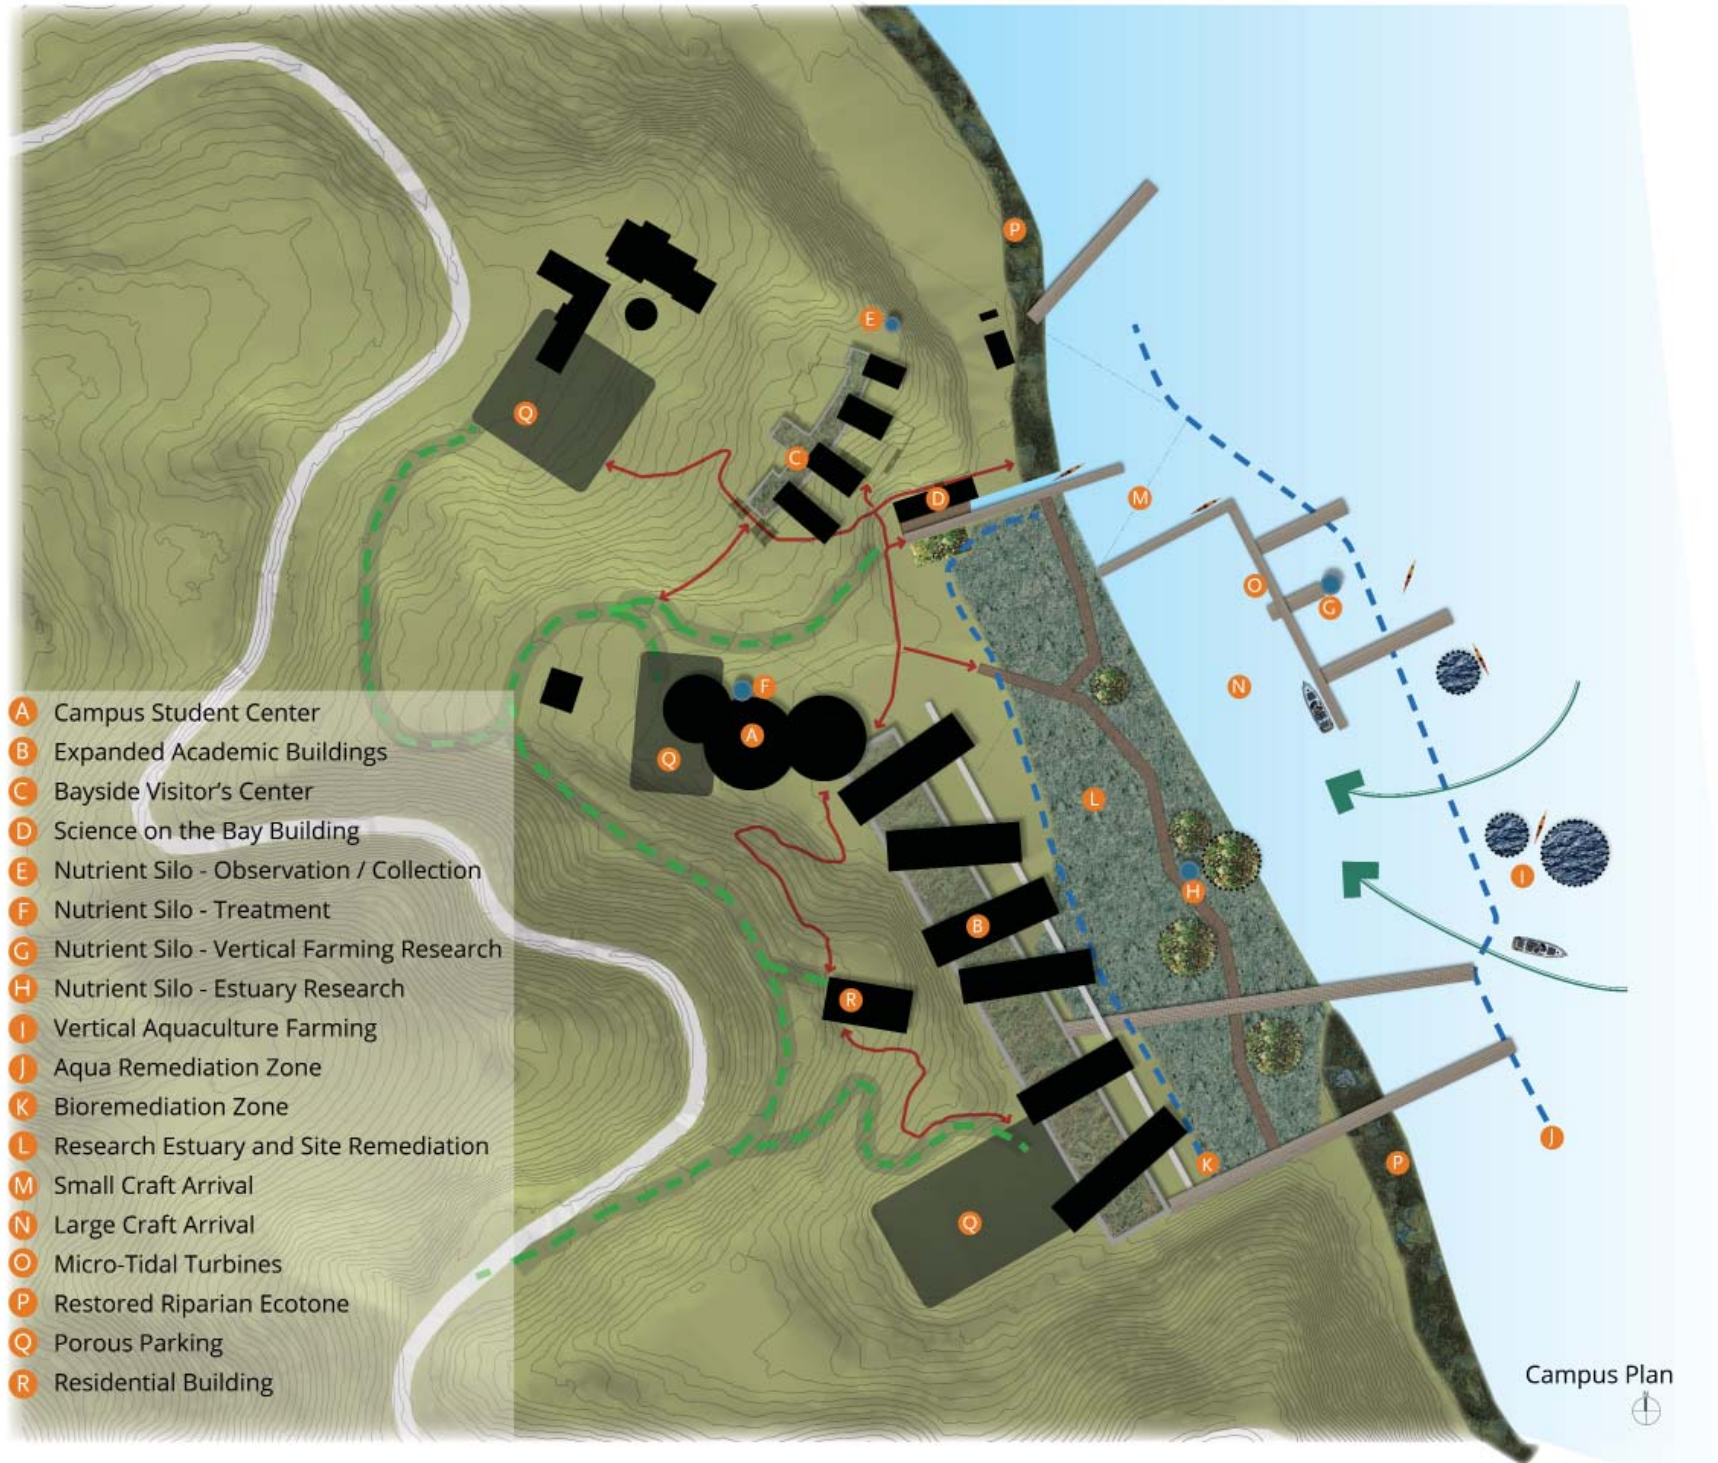 P
E
Q
C
D
M
O
G
F
A
Q
N
L
I
H
B
R
J
K
P
Q
A Campus Student Center
B Expanded Academic Buildings
C Bayside Visitor's Center
D Science on the Bay Building
E Nutrient Silo - Observation / Collection
F Nutrient Silo - Treatment
G Nutrient Silo - Vertical Farming Research
H Nutrient Silo - Estuary Research
I Vertical Aquaculture Farming
J Aqua Remediation Zone
K Bioremediation Zone
L Research Estuary and Site Remediation
M Small Craft Arrival
N Large Craft Arrival
O Micro-Tidal Turbines
P Restored Riparian Ecotone
Q Porous Parking
R Residential Building
Campus Plan
N